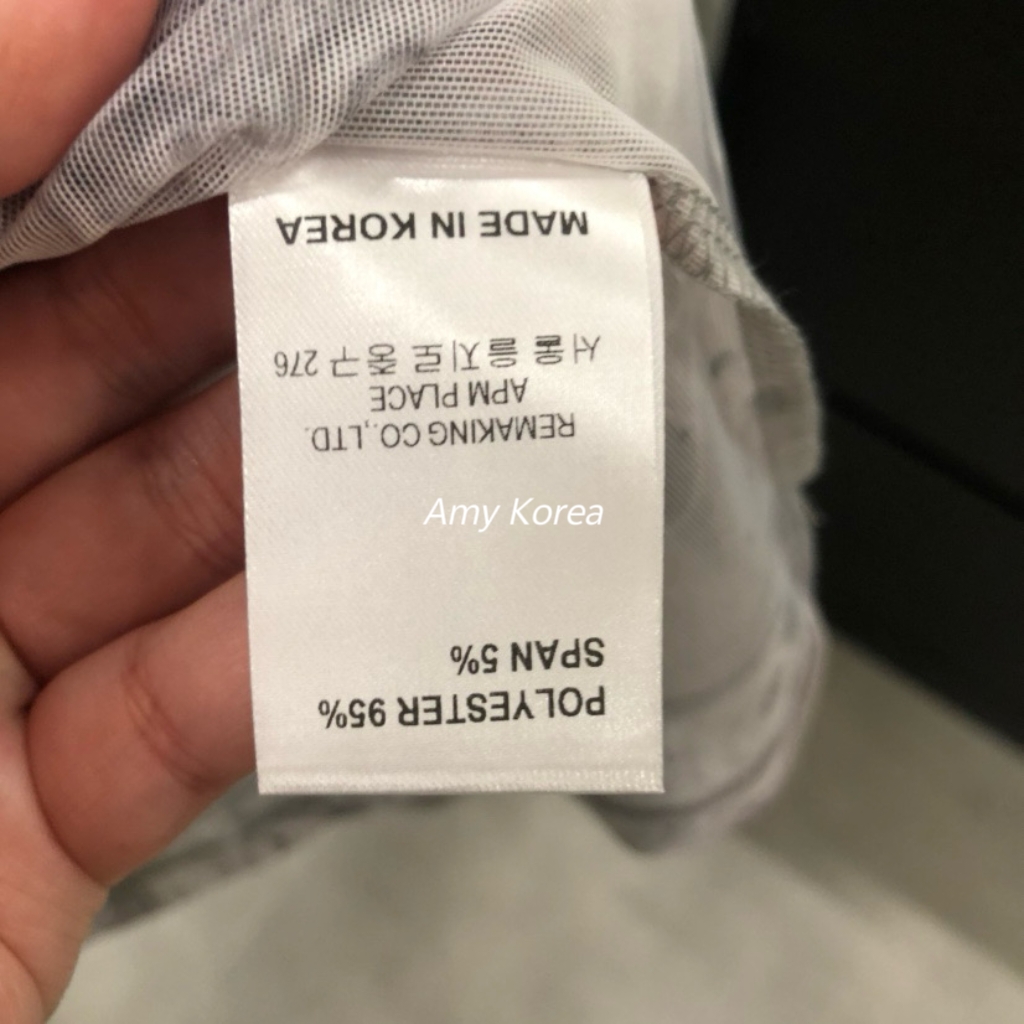 POLYESTER 95%
SPAN 5%
REMAKING CO.,LTD.
APM PLACE
서울 을지로 중구 276
MADE IN KOREA
Amy Korea